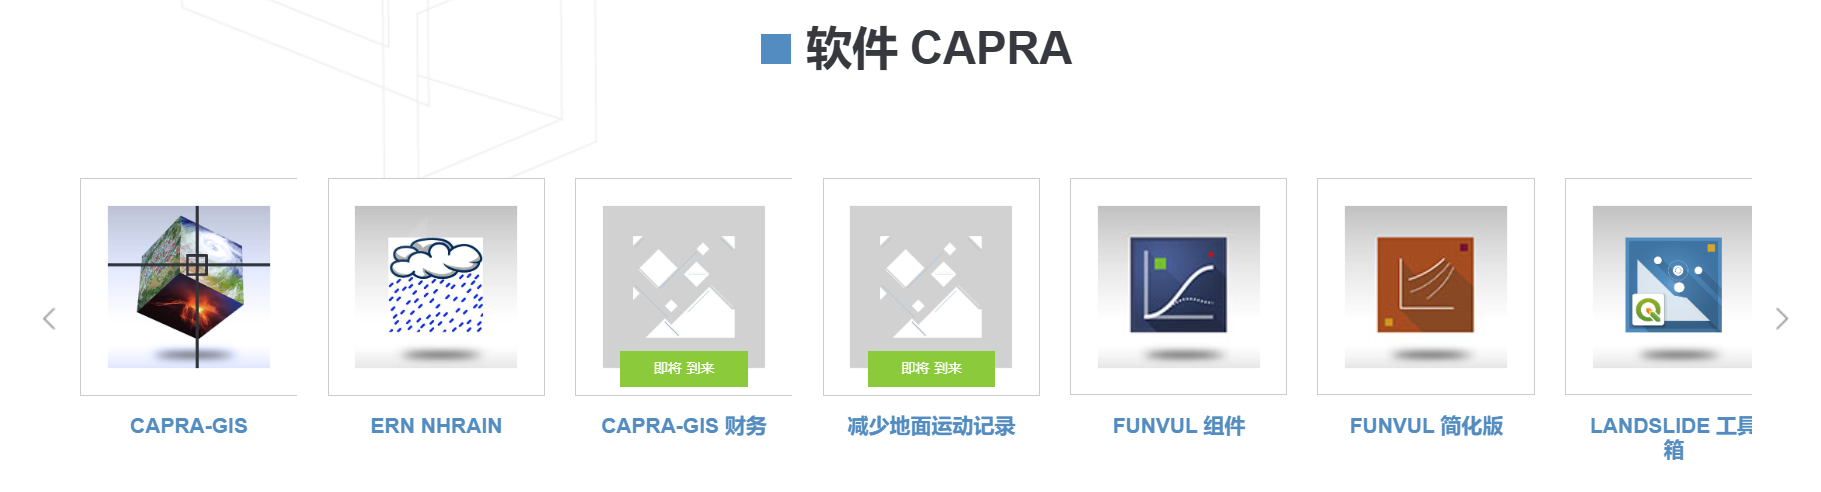 软件 CAPRA
即将 到来
即将 到来
CAPRA-GIS
ERN NHRAIN
CAPRA-GIS 财务
减少地面运动记录
FUNVUL 组件
FUNVUL 简化版
LANDSLIDE 工具
箱